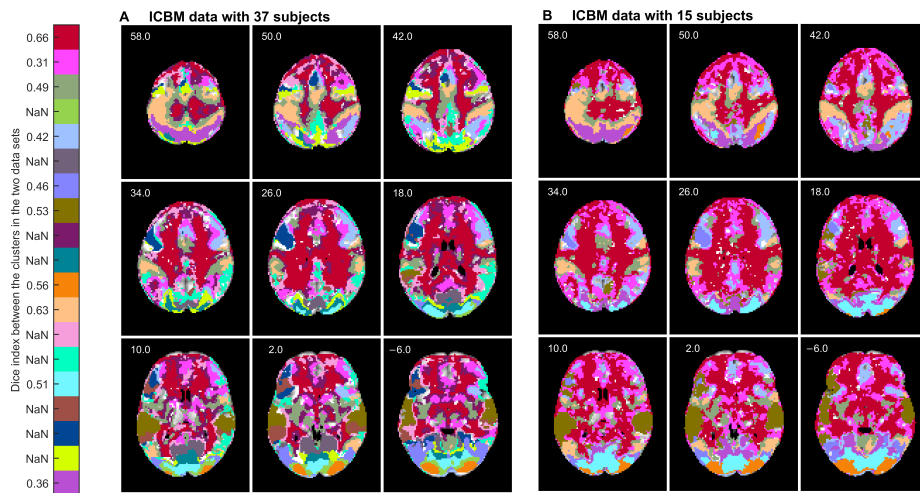 A ICBM data with 37 subjects
B ICBM data with 15 subjects
Dice index between the clusters in the two data sets
0.66
0.31
0.49
NaN
0.42
NaN
0.46
0.53
NaN
NaN
0.56
0.63
NaN
NaN
0.51
NaN
NaN
NaN
0.36
58.0 50.0 42.0
34.0 26.0 18.0
10.0 2.0 −6.0
58.0 50.0 42.0
34.0 26.0 18.0
10.0 2.0 −6.0